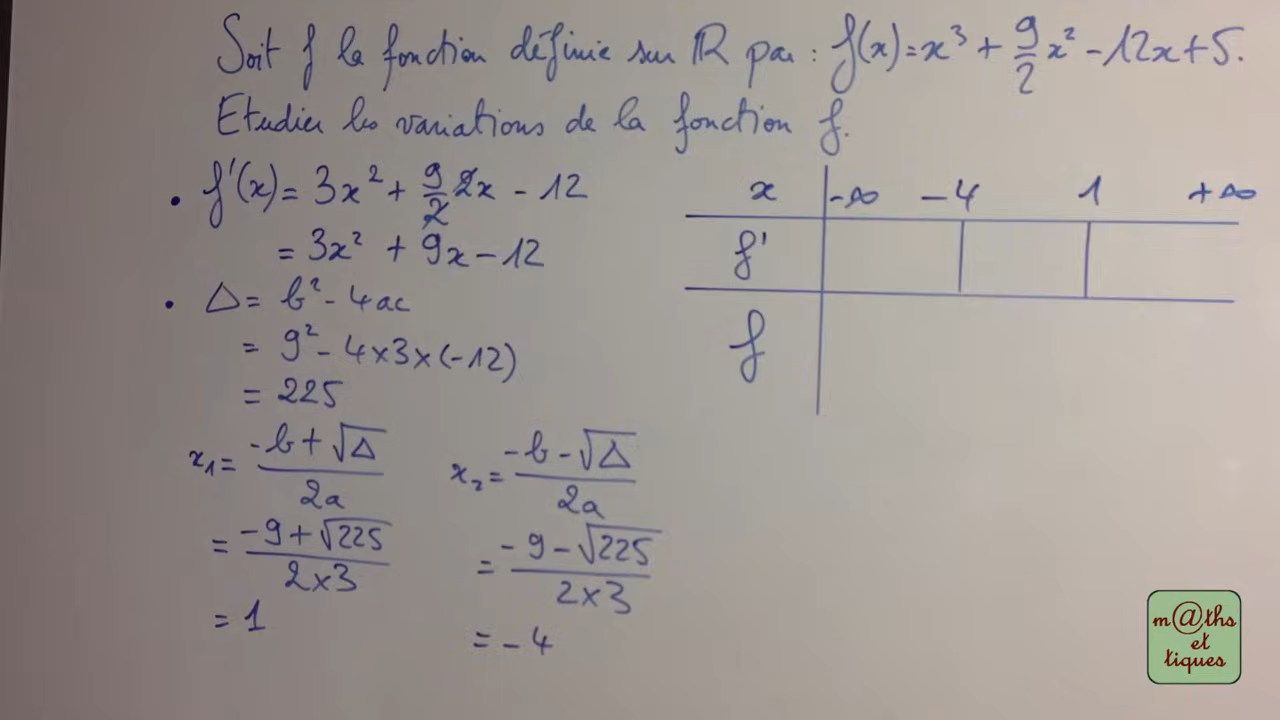 Soit f la fonction définie sur ℝ par : f(x) = x³ + 9/2 x² - 12x + 5.
Etudier les variations de la fonction f.
• f'(x) = 3x² + 9/2 2x - 12
= 3x² + 9x - 12
• Δ = b² - 4ac
= 9² - 4×3×(-12)
= 225
x₁ = (-b + √Δ)/2a
= (-9 + √225)/(2×3)
= 1
x₂ = (-b - √Δ)/2a
= (-9 - √225)/(2×3)
= -4
x -∞ -4 1 +∞
f'
f
m@ths
et
tiques